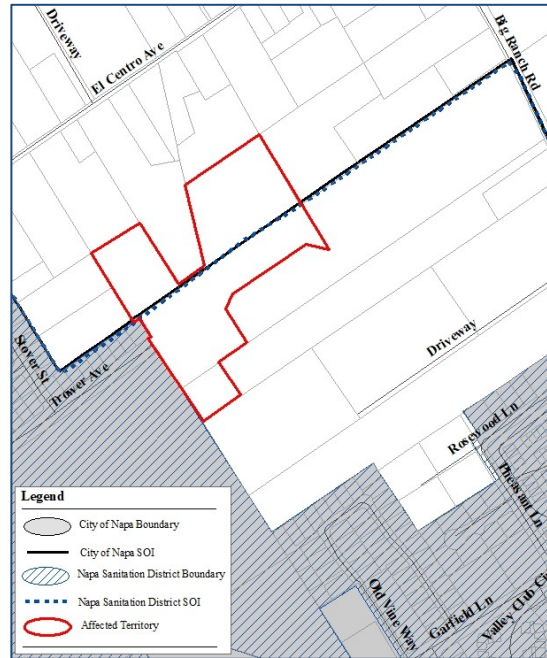 Driveway
El Centro Ave
Big Ranch Rd
Stover St
Trower Ave
Driveway
Rosewood Ln
Pheasant Ln
Old Vine Way
Garfield Ln
Valley Club Ci
Legend
City of Napa Boundary
City of Napa SOI
Napa Sanitation District Boundary
Napa Sanitation District SOI
Affected Territory